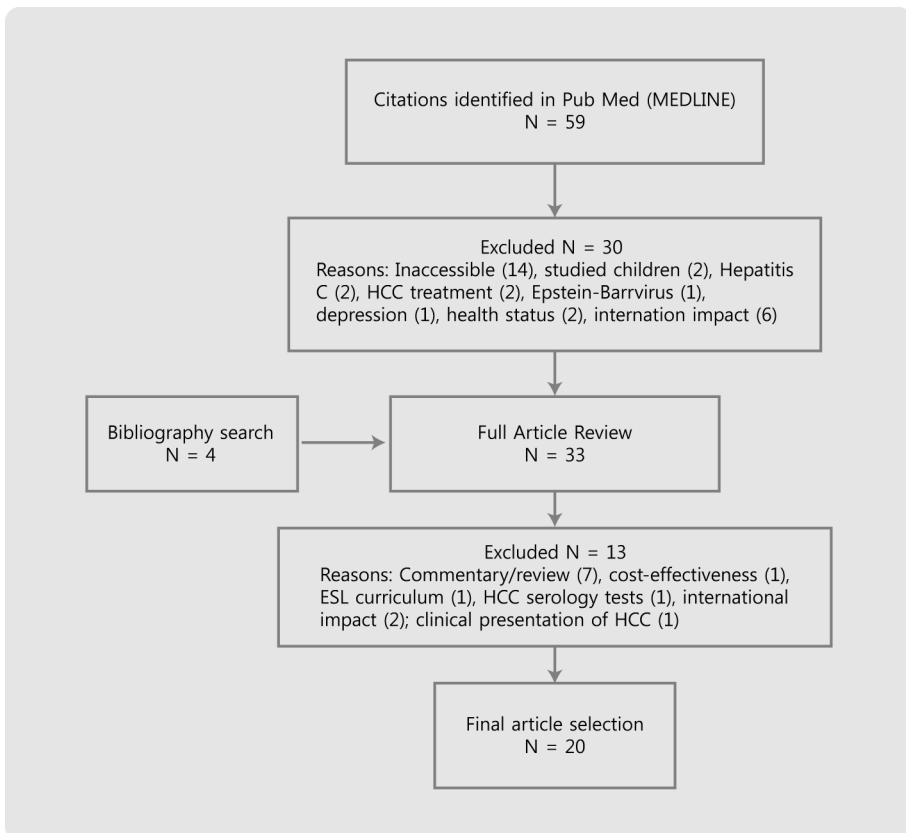 Citations identified in Pub Med (MEDLINE)
N = 59
Excluded N = 30
Reasons: Inaccessible (14), studied children (2), Hepatitis
C (2), HCC treatment (2), Epstein-Barrvirus (1),
depression (1), health status (2), internation impact (6)
Bibliography search
N = 4
Full Article Review
N = 33
Excluded N = 13
Reasons: Commentary/review (7), cost-effectiveness (1),
ESL curriculum (1), HCC serology tests (1), international
impact (2); clinical presentation of HCC (1)
Final article selection
N = 20